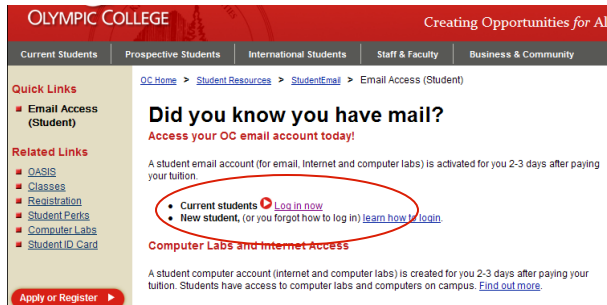 OLYMPIC COLLEGE
Creating Opportunities for Al
Current Students Prospective Students International Students Staff & Faculty Business & Community
OC Home > Student Resources > StudentEmail > Email Access (Student)
Quick Links
Email Access
(Student)
Related Links
OASIS
Classes
Registration
Student Perks
Computer Labs
Student ID Card
Apply or Register
Did you know you have mail?
Access your OC email account today!
A student email account (for email, Internet and computer labs) is activated for you 2-3 days after paying
your tuition.
Current students Log in now
New student, (or you forgot how to log in) learn how to login.
Computer Labs and Internet Access
A student computer account (internet and computer labs) is created for you 2-3 days after paying your
tuition. Students have access to computer labs and computers on campus. Find out more.